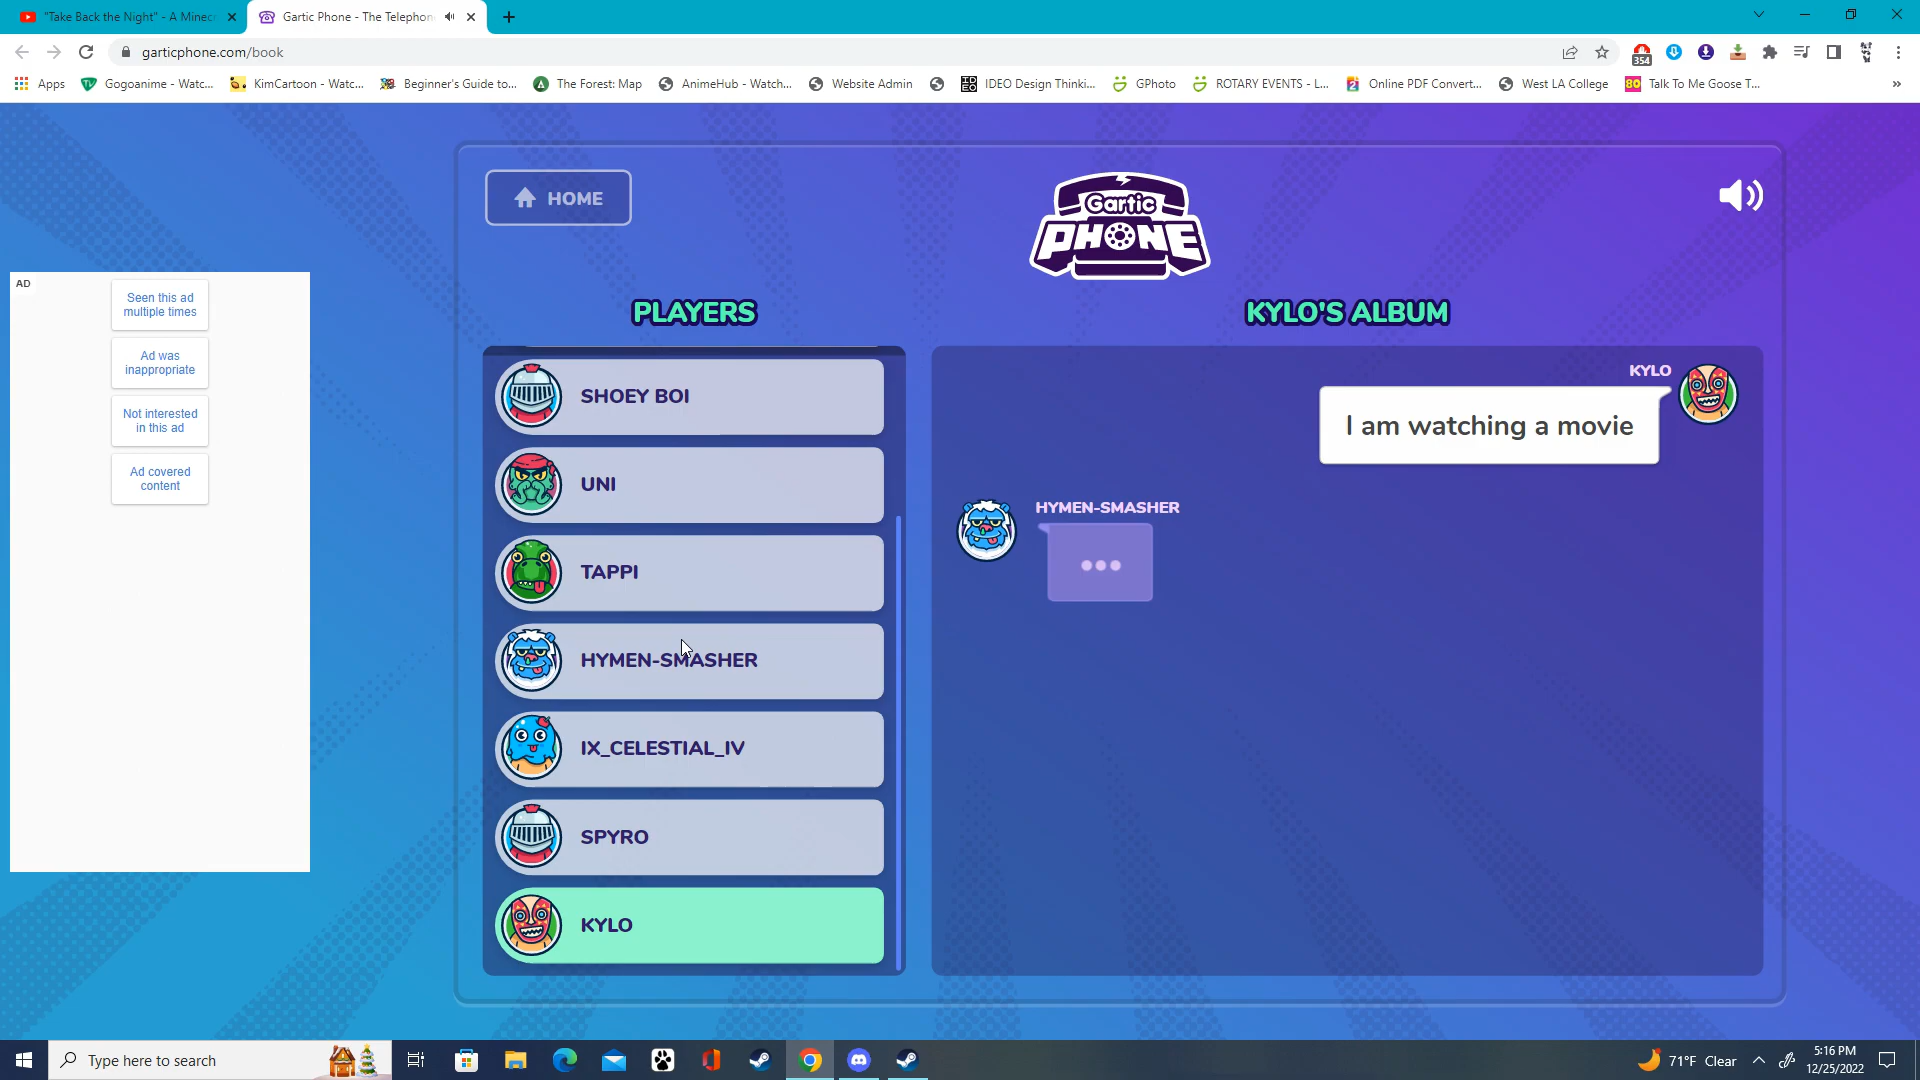 "Take Back the Night" - A Minec
Gartic Phone - The Telephon
garticphone.com/book
354
Apps
Gogoanime - Watc...
KimCartoon - Watc...
Beginner's Guide to...
The Forest: Map
AnimeHub - Watch...
Website Admin
IDEO Design Thinki...
GPhoto
ROTARY EVENTS - L...
Online PDF Convert...
West LA College
Talk To Me Goose T...
HOME
Gartic
PHONE
AD
Seen this ad
multiple times
Ad was
inappropriate
Not interested
in this ad
Ad covered
content
PLAYERS
SHOEY BOI
UNI
TAPPI
HYMEN-SMASHER
IX_CELESTIAL_IV
SPYRO
KYLO
KYLO'S ALBUM
KYLO
I am watching a movie
HYMEN-SMASHER
Type here to search
71°F Clear
5:16 PM
12/25/2022